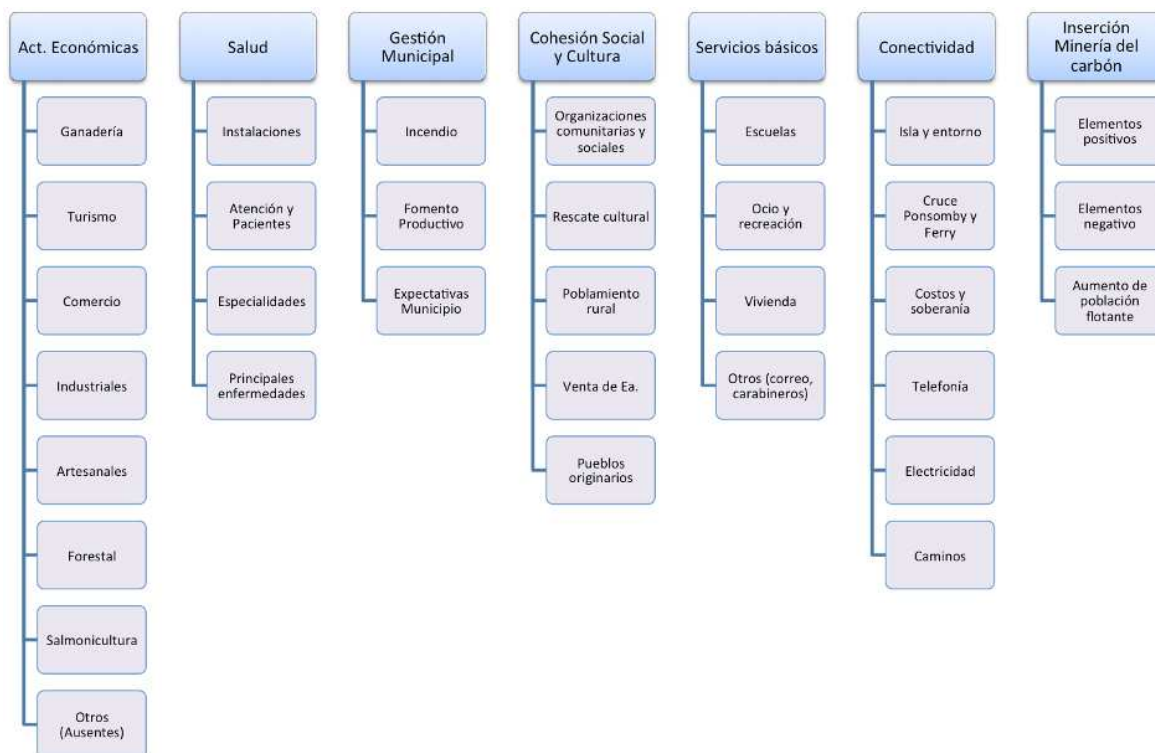 Act. Económicas
Ganadería
Turismo
Comercio
Industriales
Artesanales
Forestal
Salmonicultura
Otros
(Ausentes)
Salud
Instalaciones
Atención y
Pacientes
Especialidades
Principales
enfermedades
Gestión
Municipal
Incendio
Fomento
Productivo
Expectativas
Municipio
Cohesión Social
y Cultura
Organizaciones
comunitarias y
sociales
Rescate cultural
Poblamiento
rural
Venta de Ea.
Pueblos
originarios
Servicios básicos
Escuelas
Ocio y
recreación
Vivienda
Otros (correo,
carabineros)
Conectividad
Isla y entorno
Cruce
Ponsomby y
Ferry
Costos y
soberanía
Telefonía
Electricidad
Caminos
Inserción
Minería del
carbón
Elementos
positivos
Elementos
negativo
Aumento de
población
flotante